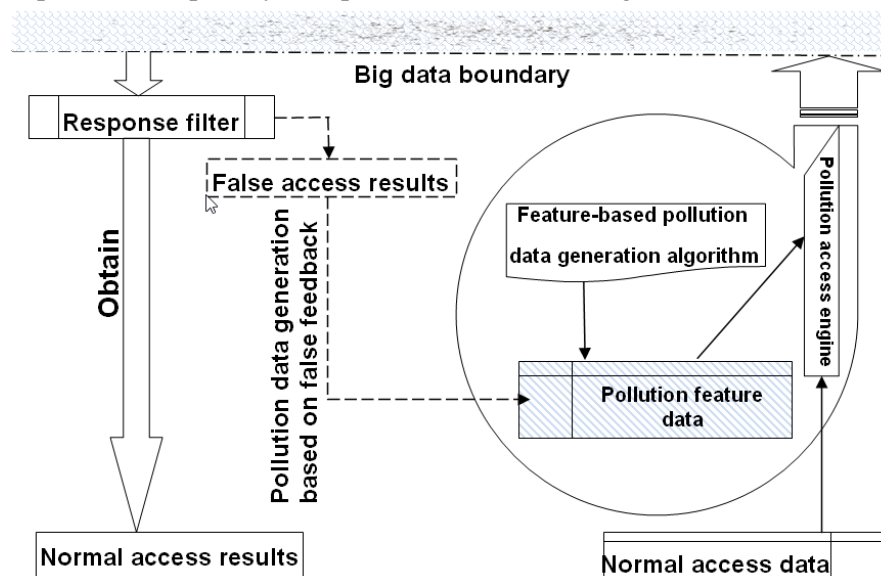 Big data boundary
Response filter
False access results
Obtain
Pollution data generation
based on false feedback
Feature-based pollution
data generation algorithm
Pollution access engine
Pollution feature
data
Normal access results
Normal access data